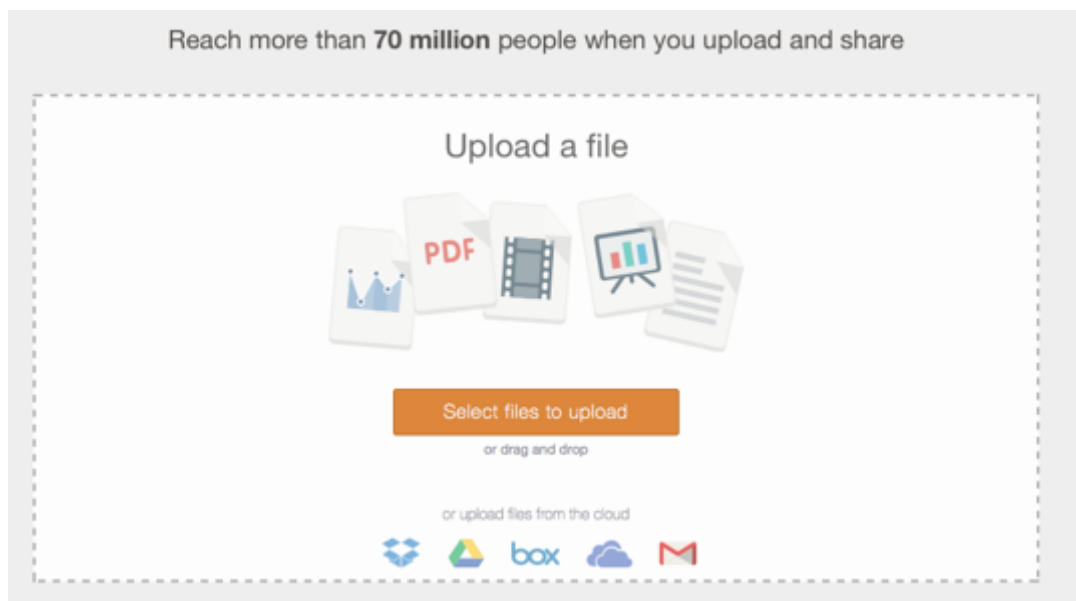 Reach more than 70 million people when you upload and share
Upload a file
PDF
Select files to upload
or drag and drop
or upload files from the cloud
box